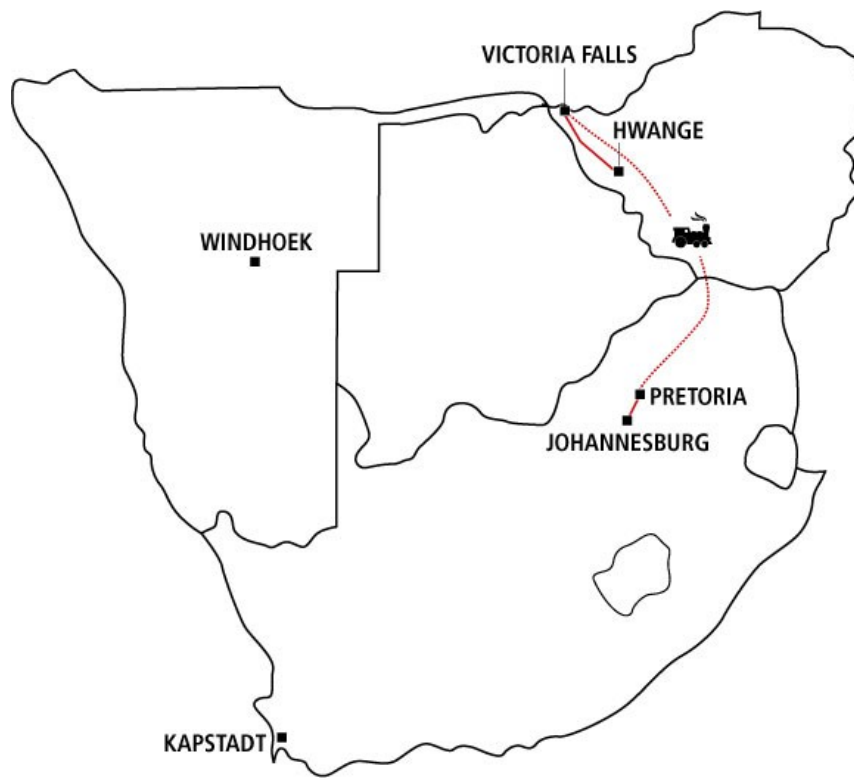 VICTORIA FALLS
HWANGE
WINDHOEK
PRETORIA
JOHANNESBURG
KAPSTADT